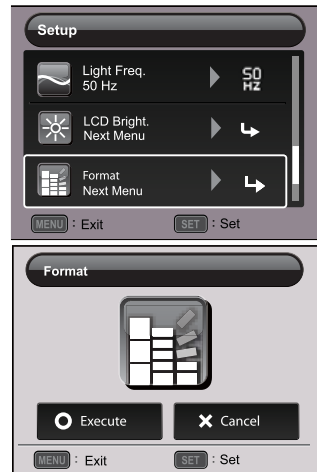 Setup
Light Freq.
50 Hz
50
HZ
LCD Bright.
Next Menu
Format
Next Menu
MENU : Exit SET : Set
Format
Execute Cancel
MENU : Exit SET : Set